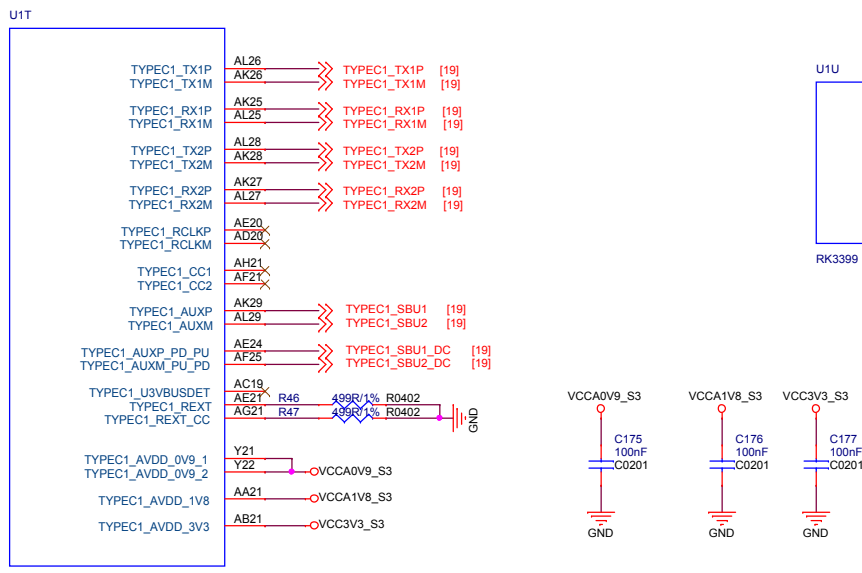 U1T
TYPEC1_TX1P AL26 TYPEC1_TX1P [19]
TYPEC1_TX1M AK26 TYPEC1_TX1M [19]
U1U
TYPEC1_RX1P AK25 TYPEC1_RX1P [19]
TYPEC1_RX1M AL25 TYPEC1_RX1M [19]
TYPEC1_TX2P AL28 TYPEC1_TX2P [19]
TYPEC1_TX2M AK28 TYPEC1_TX2M [19]
TYPEC1_RX2P AK27 TYPEC1_RX2P [19]
TYPEC1_RX2M AL27 TYPEC1_RX2M [19]
TYPEC1_RCLKP AE20
TYPEC1_RCLKM AD20
RK3399
TYPEC1_CC1 AH21
TYPEC1_CC2 AF21
TYPEC1_AUXP AK29 TYPEC1_SBU1 [19]
TYPEC1_AUXM AL29 TYPEC1_SBU2 [19]
TYPEC1_AUXP_PD_PU AE24 TYPEC1_SBU1_DC [19]
TYPEC1_AUXM_PU_PD AF25 TYPEC1_SBU2_DC [19]
TYPEC1_U3VBUSDET AC19
TYPEC1_REXT AE21 R46 499R/1% R0402
TYPEC1_REXT_CC AG21 R47 499R/1% R0402
GND
VCCA0V9_S3 VCCA1V8_S3 VCC3V3_S3
C175 C176 C177
100nF 100nF 100nF
C0201 C0201 C0201
GND GND GND
TYPEC1_AVDD_0V9_1 Y21
TYPEC1_AVDD_0V9_2 Y22 VCCA0V9_S3
TYPEC1_AVDD_1V8 AA21 VCCA1V8_S3
TYPEC1_AVDD_3V3 AB21 VCC3V3_S3